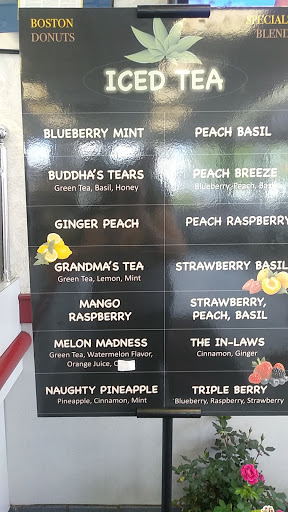 BOSTON
DONUTS
SPECIAL
BLEND
ICED TEA
BLUEBERRY MINT
BUDDHA'S TEARS
Green Tea, Basil, Honey
GINGER PEACH
GRANDMA'S TEA
Green Tea, Lemon, Mint
MANGO
RASPBERRY
MELON MADNESS
Green Tea, Watermelon Flavor,
Orange Juice,
NAUGHTY PINEAPPLE
Pineapple, Cinnamon, Mint
PEACH BASIL
PEACH BREEZE
Blueberry, Peach,
PEACH RASPBERRY
STRAWBERRY BASIL
STRAWBERRY,
PEACH, BASIL
THE IN-LAWS
Cinnamon, Ginger
TRIPLE BERRY
Blueberry, Raspberry, Strawberry